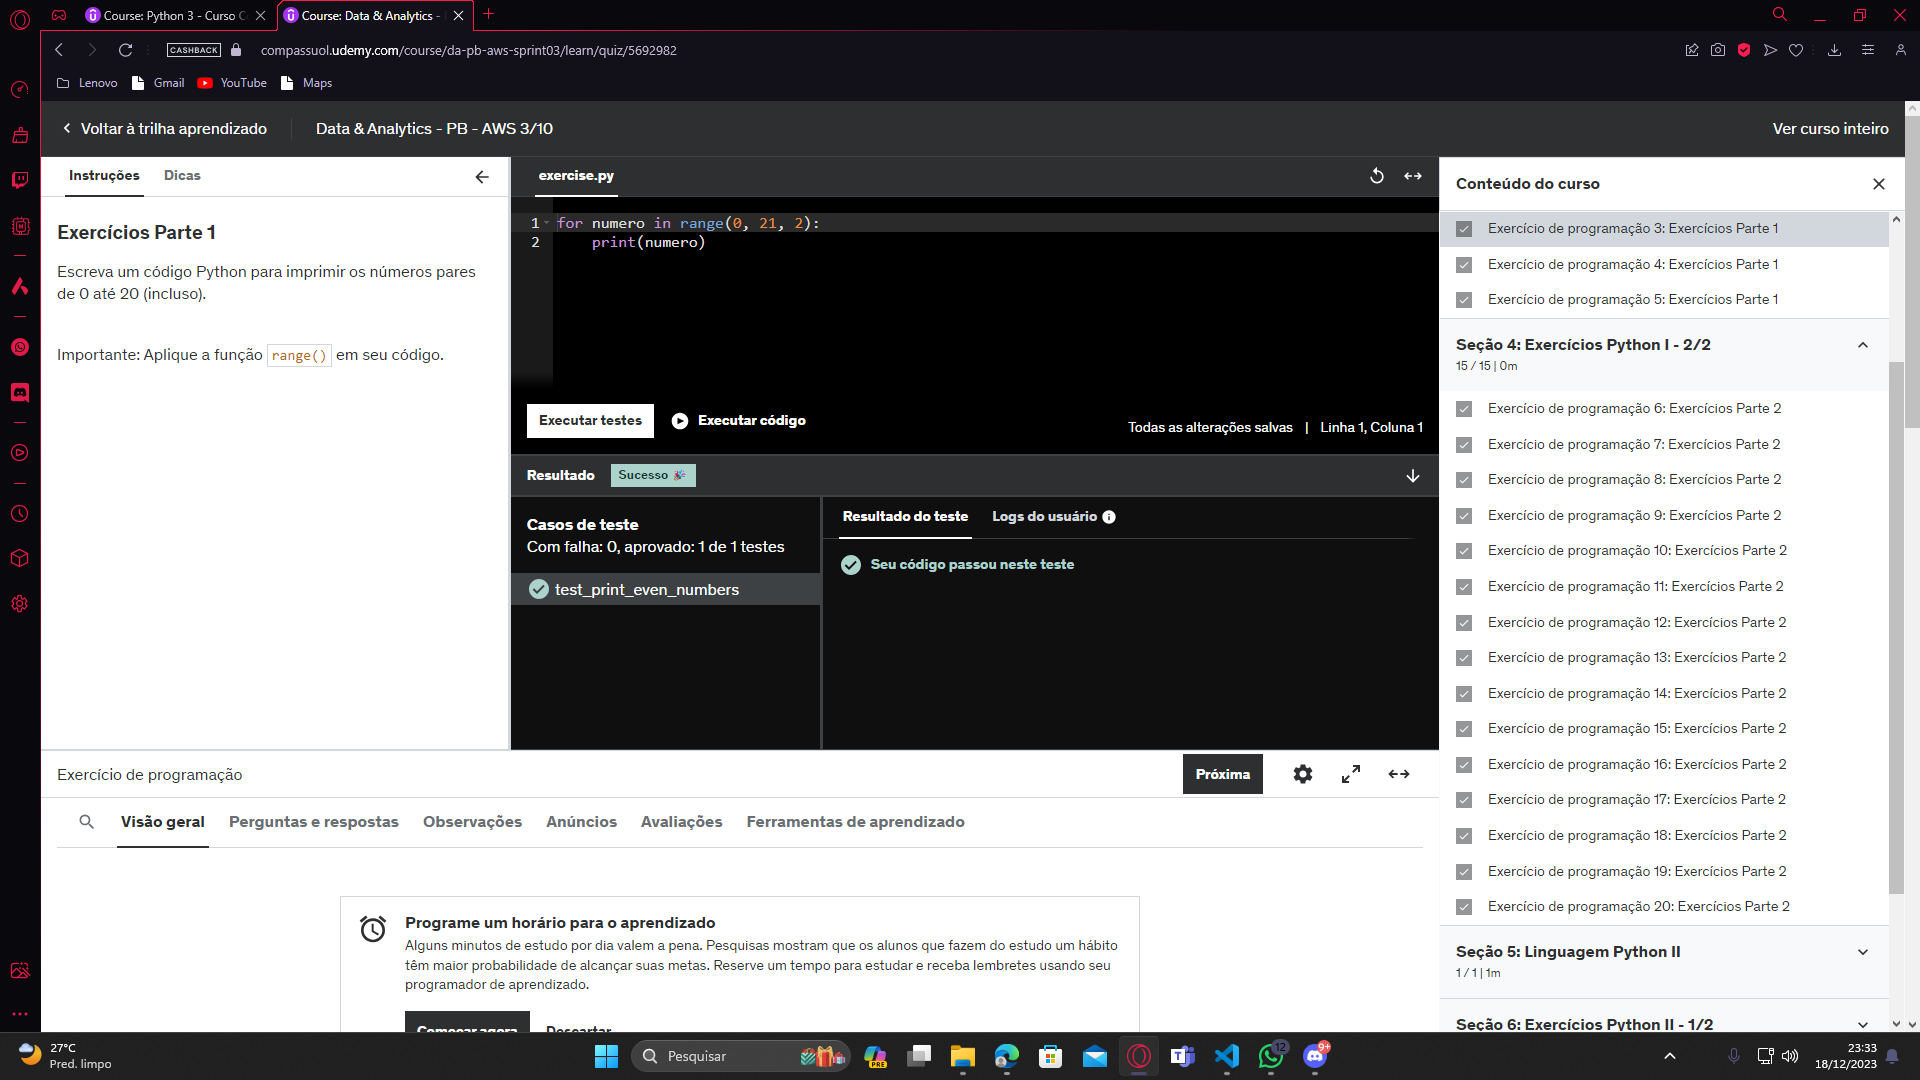 Course: Python 3 - Curso C
Course: Data & Analytics -
CASHBACK
compassuol.udemy.com/course/da-pb-aws-sprint03/learn/quiz/5692982
Lenovo
Gmail
YouTube
Maps
Voltar à trilha aprendizado
Data & Analytics - PB - AWS 3/10
Ver curso inteiro
Instruções
Dicas
Exercícios Parte 1
Escreva um código Python para imprimir os números pares
de 0 até 20 (incluso).
Importante: Aplique a função range() em seu código.
exercise.py
1 for numero in range(0, 21, 2):
2     print(numero)
Executar testes
Executar código
Todas as alterações salvas | Linha 1, Coluna 1
Resultado
Sucesso
Casos de teste
Com falha: 0, aprovado: 1 de 1 testes
test_print_even_numbers
Resultado do teste
Logs do usuário
Seu código passou neste teste
Conteúdo do curso
Exercício de programação 3: Exercícios Parte 1
Exercício de programação 4: Exercícios Parte 1
Exercício de programação 5: Exercícios Parte 1
Seção 4: Exercícios Python I - 2/2
15 / 15 | 0m
Exercício de programação 6: Exercícios Parte 2
Exercício de programação 7: Exercícios Parte 2
Exercício de programação 8: Exercícios Parte 2
Exercício de programação 9: Exercícios Parte 2
Exercício de programação 10: Exercícios Parte 2
Exercício de programação 11: Exercícios Parte 2
Exercício de programação 12: Exercícios Parte 2
Exercício de programação 13: Exercícios Parte 2
Exercício de programação 14: Exercícios Parte 2
Exercício de programação 15: Exercícios Parte 2
Exercício de programação 16: Exercícios Parte 2
Exercício de programação 17: Exercícios Parte 2
Exercício de programação 18: Exercícios Parte 2
Exercício de programação 19: Exercícios Parte 2
Exercício de programação 20: Exercícios Parte 2
Seção 5: Linguagem Python II
1 / 1 | 1m
Seção 6: Exercícios Python II - 1/2
Exercício de programação
Próxima
Visão geral
Perguntas e respostas
Observações
Anúncios
Avaliações
Ferramentas de aprendizado
Programe um horário para o aprendizado
Alguns minutos de estudo por dia valem a pena. Pesquisas mostram que os alunos que fazem do estudo um hábito
têm maior probabilidade de alcançar suas metas. Reserve um tempo para estudar e receba lembretes usando seu
programador de aprendizado.
Começar agora
Descartar
27°C
Pred. limpo
Pesquisar
PRE
12
9+
23:33
18/12/2023